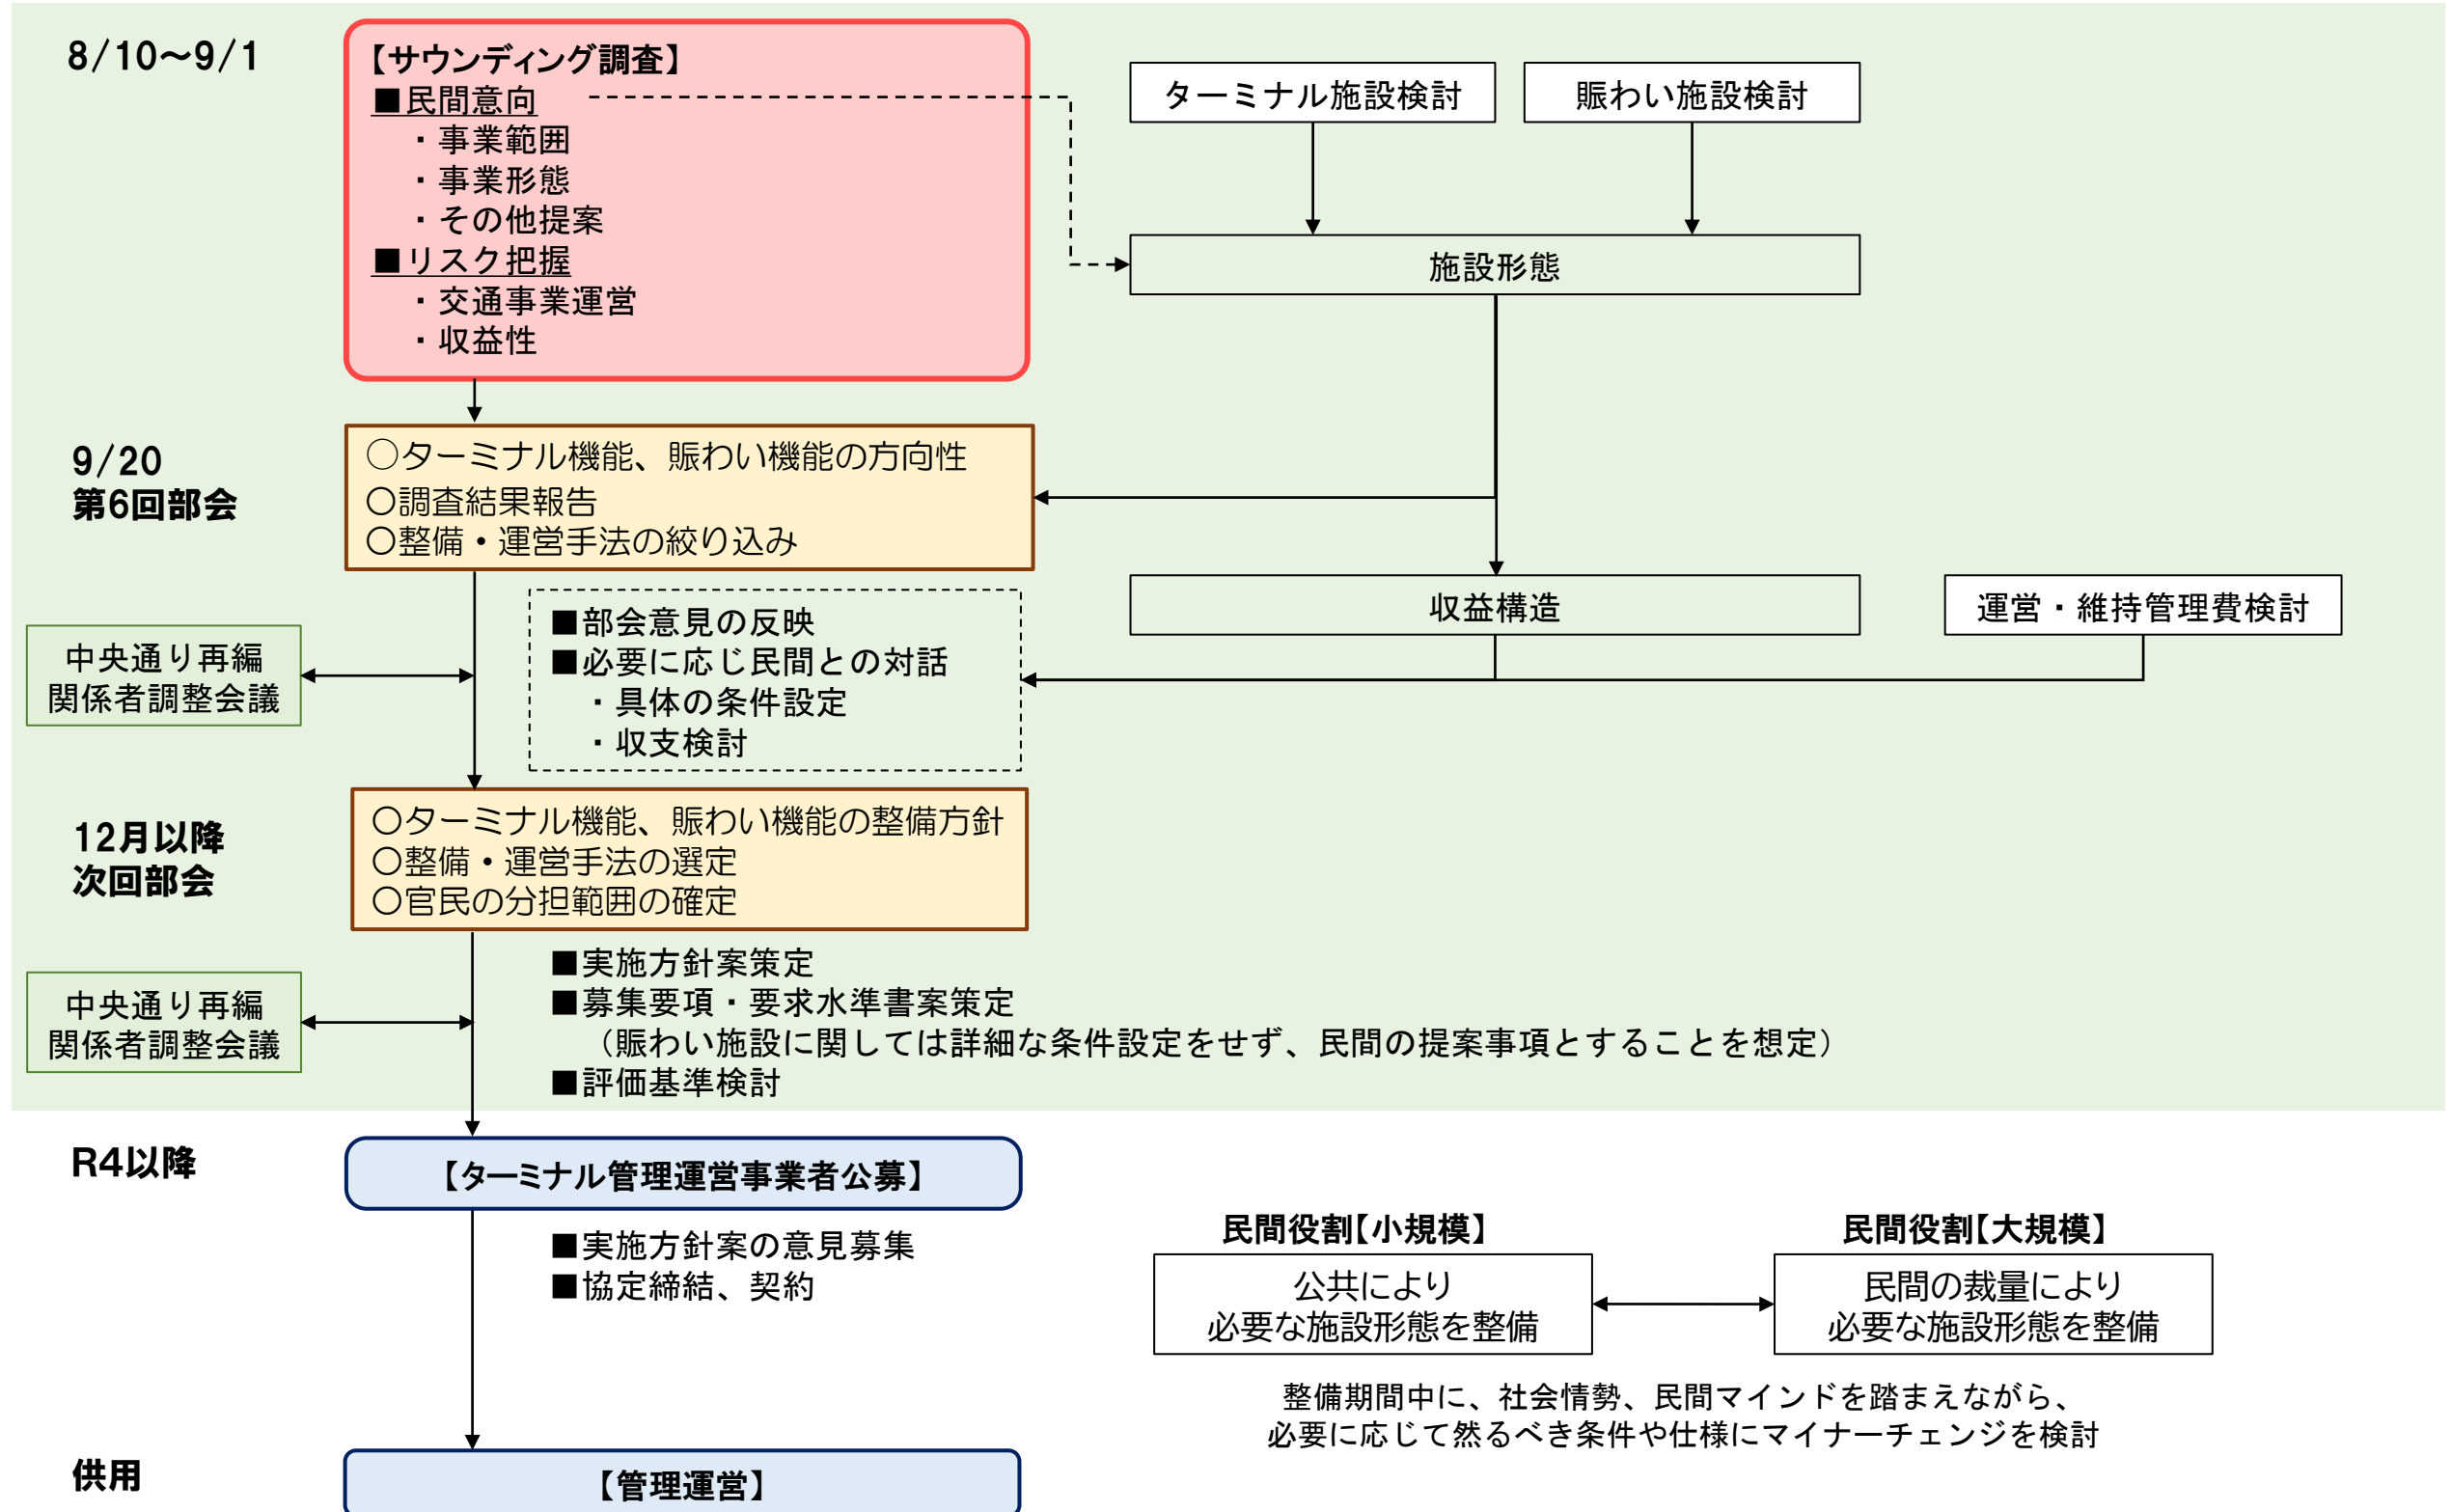 8/10～9/1
【サウンディング調査】
■民間意向
・事業範囲
・事業形態
・その他提案
■リスク把握
・交通事業運営
・収益性
ターミナル施設検討
賑わい施設検討
施設形態
9/20
第6回部会
○ターミナル機能、賑わい機能の方向性
○調査結果報告
○整備・運営手法の絞り込み
収益構造
運営・維持管理費検討
中央通り再編
関係者調整会議
■部会意見の反映
■必要に応じ民間との対話
・具体の条件設定
・収支検討
12月以降
次回部会
○ターミナル機能、賑わい機能の整備方針
○整備・運営手法の選定
○官民の分担範囲の確定
中央通り再編
関係者調整会議
■実施方針案策定
■募集要項・要求水準書案策定
（賑わい施設に関しては詳細な条件設定をせず、民間の提案事項とすることを想定）
■評価基準検討
R4以降
【ターミナル管理運営事業者公募】
■実施方針案の意見募集
■協定締結、契約
民間役割【小規模】
公共により
必要な施設形態を整備
民間役割【大規模】
民間の裁量により
必要な施設形態を整備
整備期間中に、社会情勢、民間マインドを踏まえながら、
必要に応じて然るべき条件や仕様にマイナーチェンジを検討
供用
【管理運営】